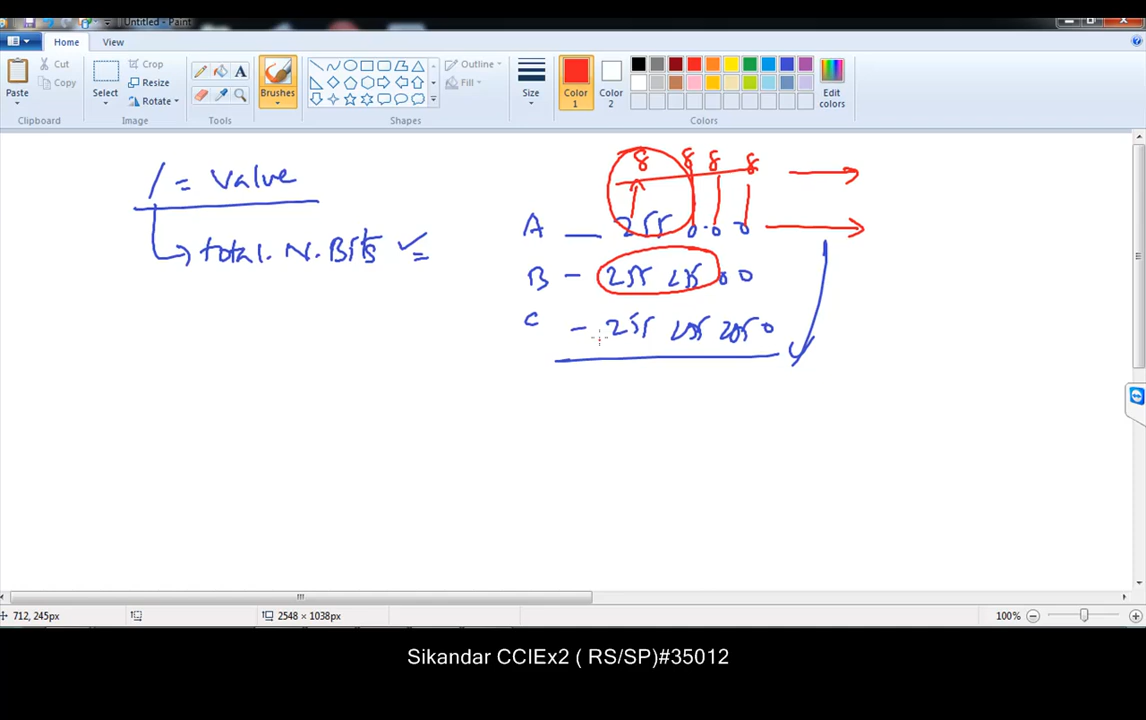 Untitled - Paint
Home View
Paste
Cut
Copy
Clipboard
Select
Crop
Resize
Rotate
Image
A
Tools
Brushes
Outline
Fill
Shapes
Size
Color 1
Color 2
Edit colors
Colors
/ = value
total. N. Bits
8 8 8 8
A 255 0.0 0
B - 255 255 0 0
C - 255 255 255 0
712, 245px
2548 × 1038px
100%
Sikandar CCIEx2 ( RS/SP)#35012